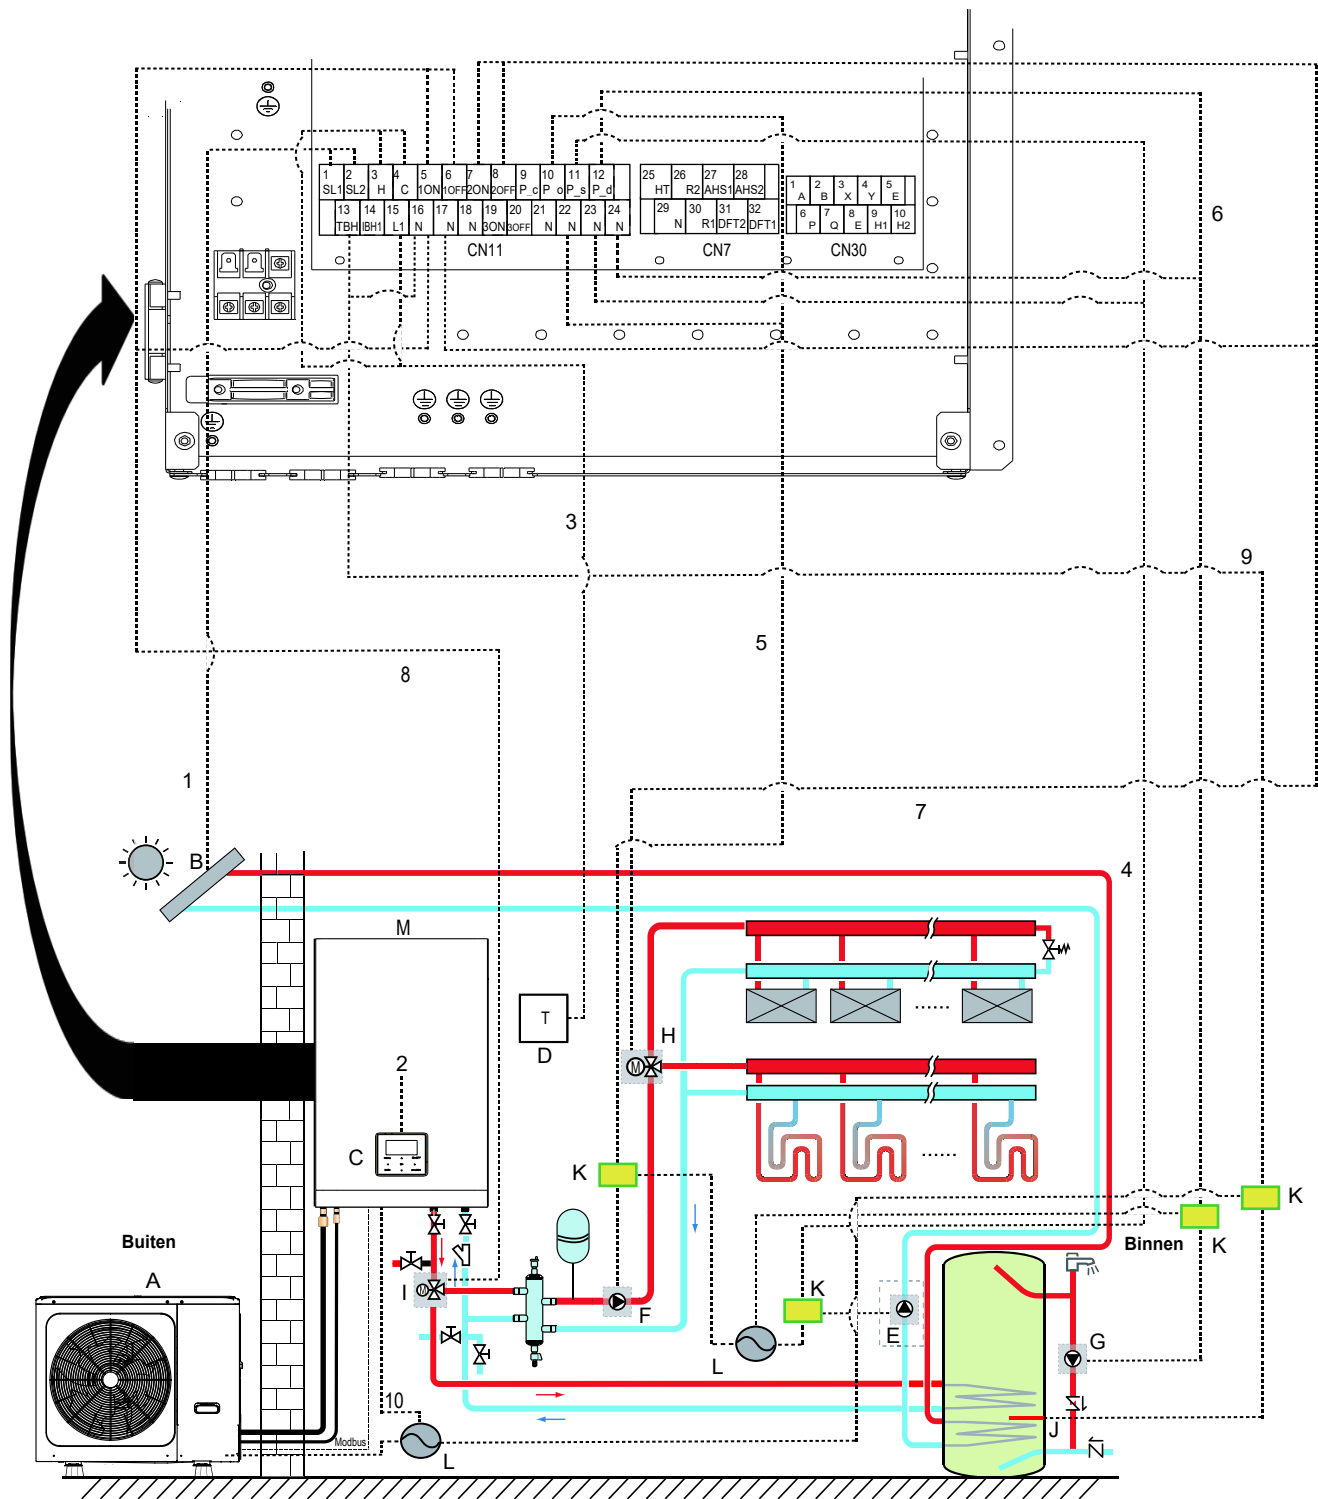 1 2 3 4 5 6 7 8 9 10 11 12
SL1 SL2 H C 1ON 1OFF 2ON 2OFF P_c P_o P_s P_d
13 14 15 16 17 18 19 20 21 22 23 24
TBH IBH1 L1 N N N 3ON 3OFF N N N N
CN11
25 26 27 28
HT R2 AHS1 AHS2
29 30 31 32
N R1 DFT2 DFT1
CN7
1 2 3 4 5
A B X Y E
6 7 8 9 10
P Q E H1 H2
CN30
6
3
9
5
8
1
7
B
4
M
T
D
H
M
2
C
K
K
K
Buiten
Binnen
A
I
M
F
K
E
G
L
10
J
Modbus
L